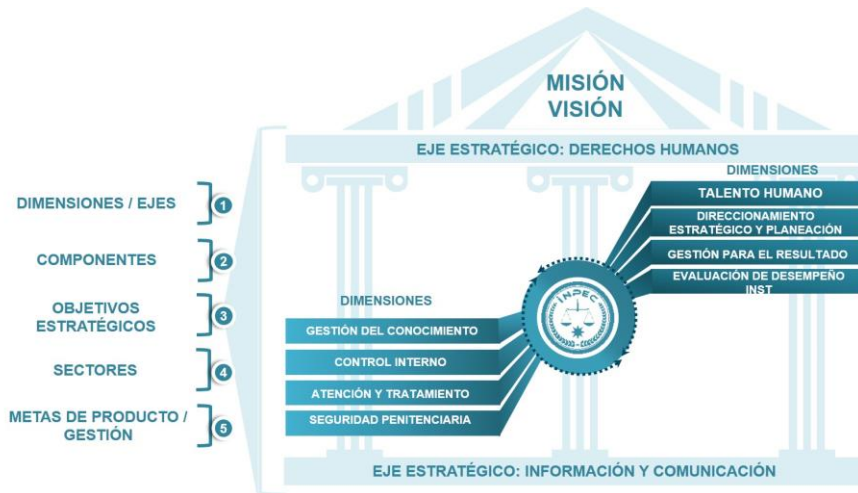 MISIÓN
VISIÓN
EJE ESTRATÉGICO: DERECHOS HUMANOS
DIMENSIONES / EJES
1
COMPONENTES
2
OBJETIVOS
ESTRATÉGICOS
3
SECTORES
4
METAS DE PRODUCTO /
GESTIÓN
5
DIMENSIONES
TALENTO HUMANO
DIRECCIONAMIENTO
ESTRATÉGICO Y PLANEACIÓN
GESTIÓN PARA EL RESULTADO
EVALUACIÓN DE DESEMPEÑO
INST
INPEC
DIMENSIONES
GESTIÓN DEL CONOCIMIENTO
CONTROL INTERNO
ATENCIÓN Y TRATAMIENTO
SEGURIDAD PENITENCIARIA
EJE ESTRATÉGICO: INFORMACIÓN Y COMUNICACIÓN